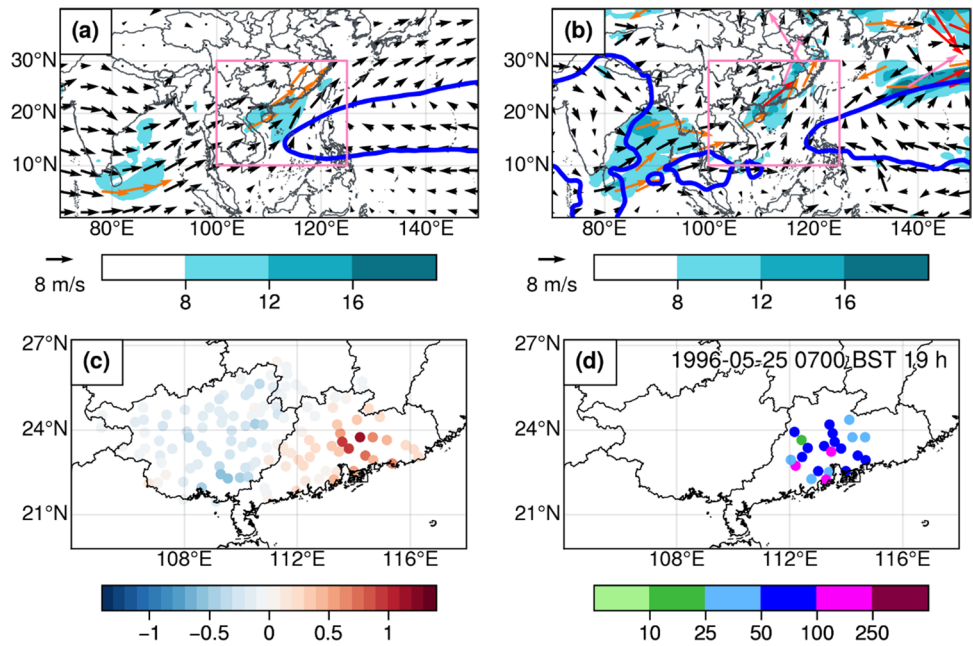 (a)
(b)
30°N
20°N
10°N
80°E 100°E 120°E 140°E
30°N
20°N
10°N
80°E 100°E 120°E 140°E
8 m/s
8 12 16
8 m/s
8 12 16
(c)
27°N
24°N
21°N
108°E 112°E 116°E
(d)
1996-05-25 0700 BST 19 h
27°N
24°N
21°N
108°E 112°E 116°E
−1 −0.5 0 0.5 1
10 25 50 100 250